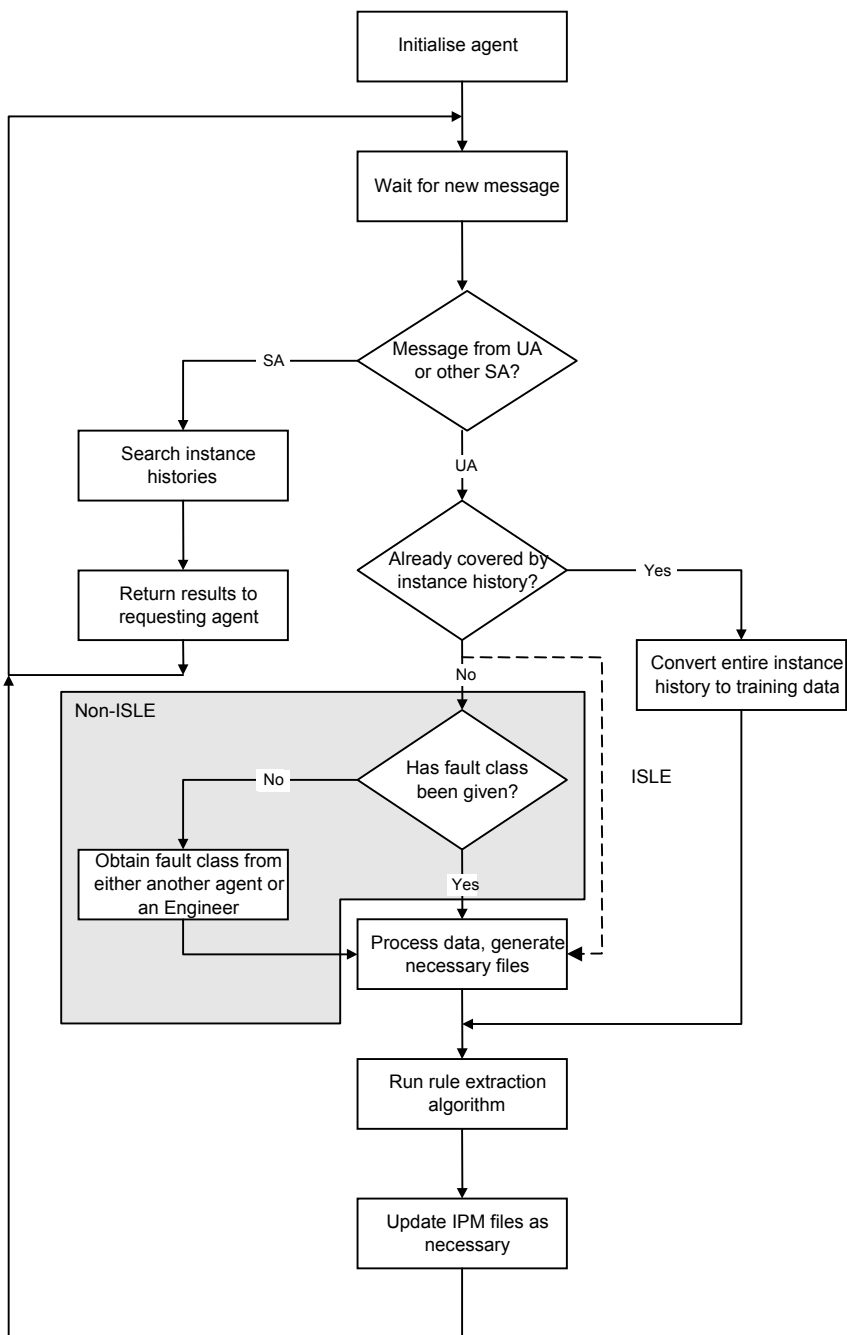 Initialise agent
Wait for new message
Message from UA
or other SA?
SA
UA
Search instance
histories
Return results to
requesting agent
Already covered by
instance history?
Yes
No
Convert entire instance
history to training data
Non-ISLE
Has fault class
been given?
ISLE
No
Yes
Obtain fault class from
either another agent or
an Engineer
Process data, generate
necessary files
Run rule extraction
algorithm
Update IPM files as
necessary